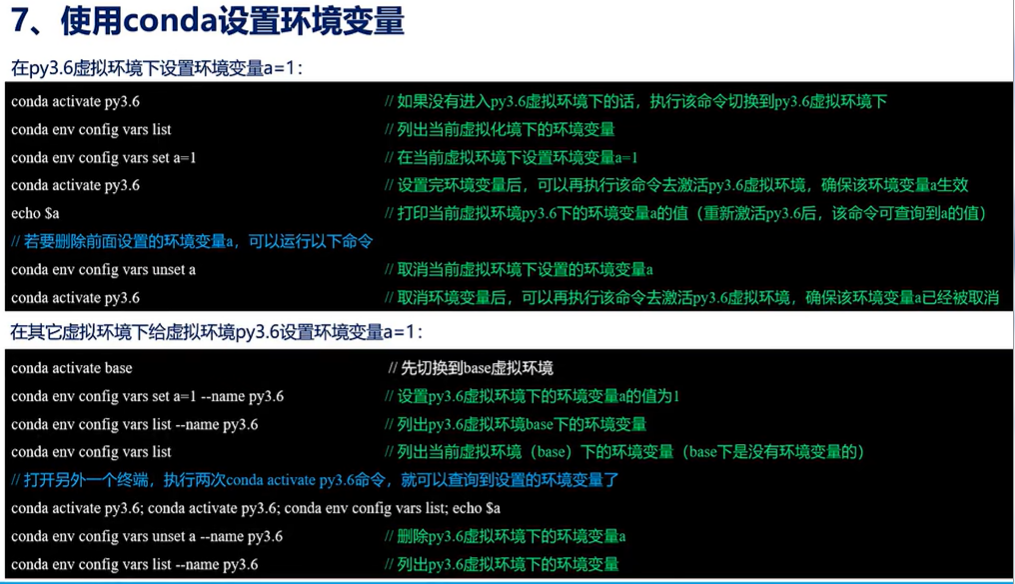 7、使用conda设置环境变量
在py3.6虚拟环境下设置环境变量a=1：
conda activate py3.6 // 如果没有进入py3.6虚拟环境下的话，执行该命令切换到py3.6虚拟环境下
conda env config vars list // 列出当前虚拟化境下的环境变量
conda env config vars set a=1 // 在当前虚拟环境下设置环境变量a=1
conda activate py3.6 // 设置完环境变量后，可以再执行该命令去激活py3.6虚拟环境，确保该环境变量a生效
echo $a // 打印当前虚拟环境py3.6下的环境变量a的值（重新激活py3.6后，该命令可查询到a的值）
// 若要删除前面设置的环境变量a，可以运行以下命令
conda env config vars unset a // 取消当前虚拟环境下设置的环境变量a
conda activate py3.6 // 取消环境变量后，可以再执行该命令去激活py3.6虚拟环境，确保该环境变量a已经被取消
在其它虚拟环境下给虚拟环境py3.6设置环境变量a=1：
conda activate base // 先切换到base虚拟环境
conda env config vars set a=1 --name py3.6 // 设置py3.6虚拟环境下的环境变量a的值为1
conda env config vars list --name py3.6 // 列出py3.6虚拟环境base下的环境变量
conda env config vars list // 列出当前虚拟环境（base）下的环境变量（base下是没有环境变量的）
// 打开另外一个终端，执行两次conda activate py3.6命令，就可以查询到设置的环境变量了
conda activate py3.6; conda activate py3.6; conda env config vars list; echo $a
conda env config vars unset a --name py3.6 // 删除py3.6虚拟环境下的环境变量a
conda env config vars list --name py3.6 // 列出py3.6虚拟环境下的环境变量